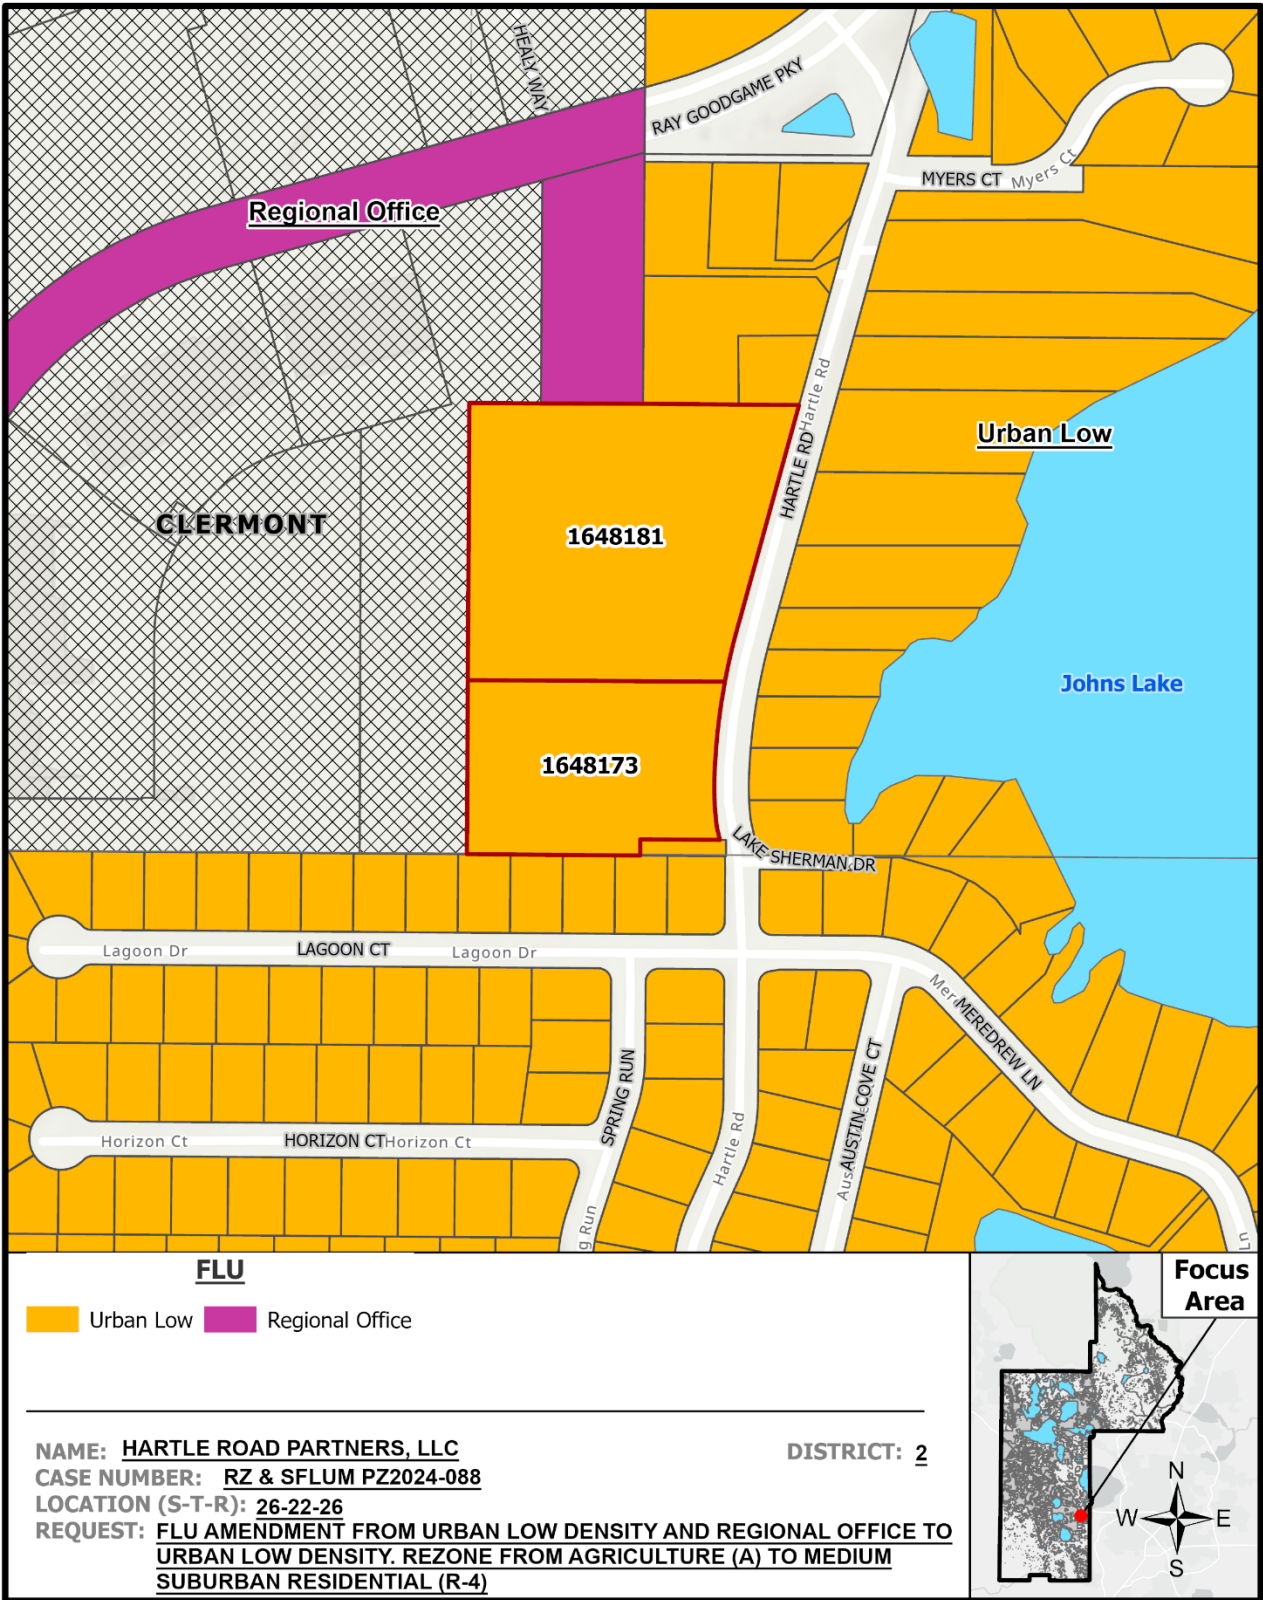 HEALY WAY
RAY GOODGAME PKY
MYERS CT
Myers Ct
Regional Office
Hartle Rd
HARTLE RD
Urban Low
CLERMONT
1648181
Johns Lake
1648173
LAKE SHERMAN DR
Lagoon Dr
LAGOON CT
Lagoon Dr
Mer
MEREDREW LN
SPRING RUN
AUSTIN COVE CT
Aus
Horizon Ct
HORIZON CT
Horizon Ct
Hartle Rd
g Run
Ln
FLU
Urban Low
Regional Office
Focus
Area
NAME: HARTLE ROAD PARTNERS, LLC
DISTRICT: 2
CASE NUMBER: RZ & SFLUM PZ2024-088
LOCATION (S-T-R): 26-22-26
REQUEST: FLU AMENDMENT FROM URBAN LOW DENSITY AND REGIONAL OFFICE TO
URBAN LOW DENSITY. REZONE FROM AGRICULTURE (A) TO MEDIUM
SUBURBAN RESIDENTIAL (R-4)
N
W
E
S